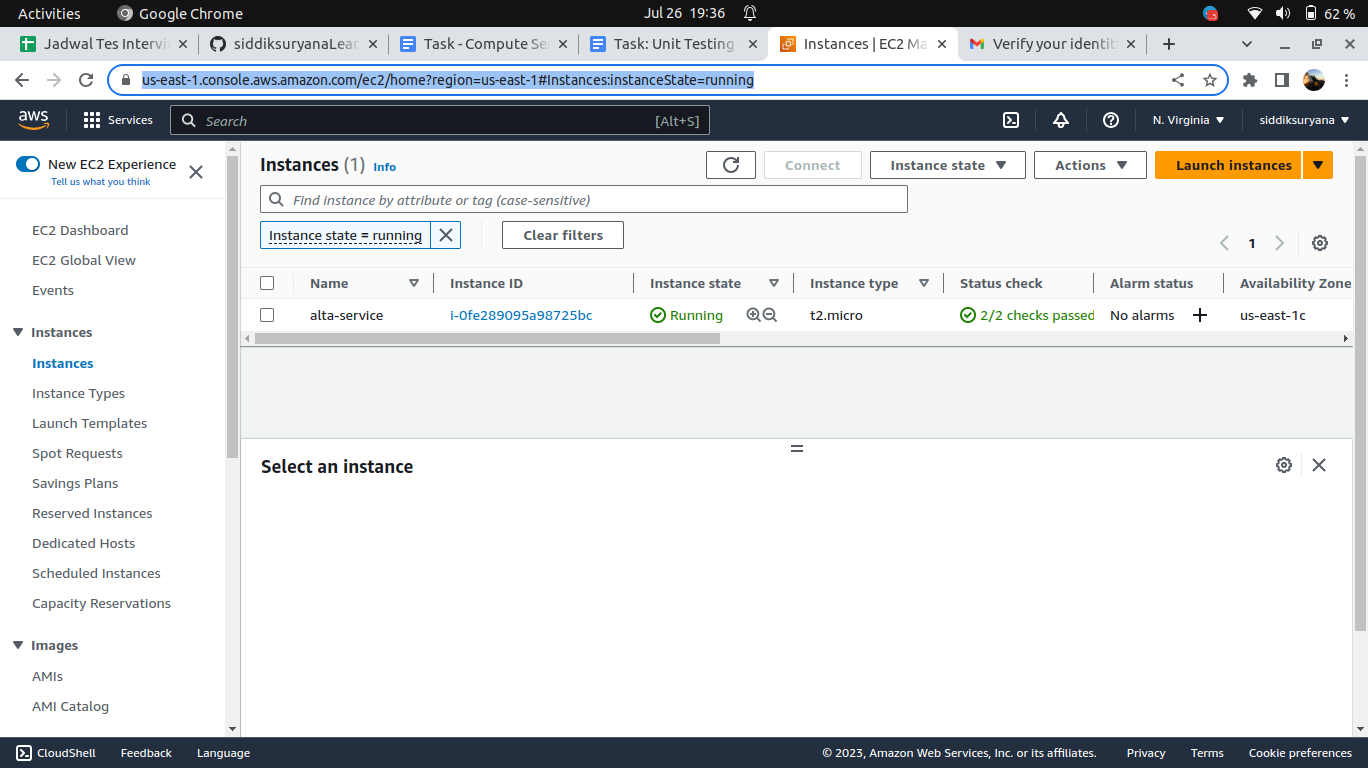 Activities
Google Chrome
Jul 26 19:36
62 %
Jadwal Tes Intervi
siddiksuryanaLear
Task - Compute Se
Task: Unit Testing
Instances | EC2 Ma
Verify your identit
us-east-1.console.aws.amazon.com/ec2/home?region=us-east-1#Instances:instanceState=running
aws
Services
Search
[Alt+S]
N. Virginia
siddiksuryana
New EC2 Experience
Tell us what you think
EC2 Dashboard
EC2 Global View
Events
Instances
Instances
Instance Types
Launch Templates
Spot Requests
Savings Plans
Reserved Instances
Dedicated Hosts
Scheduled Instances
Capacity Reservations
Images
AMIs
AMI Catalog
Instances (1) Info
Connect
Instance state
Actions
Launch instances
Find instance by attribute or tag (case-sensitive)
Instance state = running
Clear filters
1
Name Instance ID Instance state Instance type Status check Alarm status Availability Zone
alta-service i-0fe289095a98725bc Running t2.micro 2/2 checks passed No alarms us-east-1c
Select an instance
CloudShell Feedback Language © 2023, Amazon Web Services, Inc. or its affiliates. Privacy Terms Cookie preferences